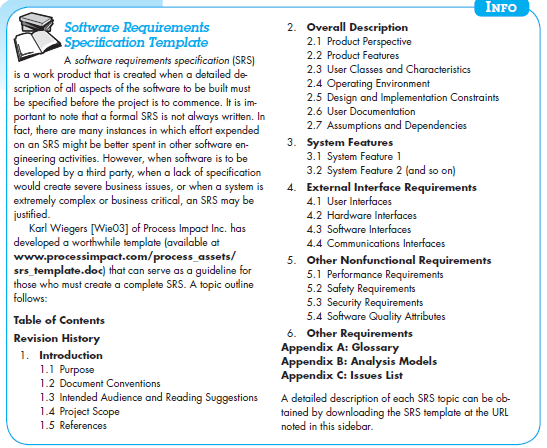 INFO
Software Requirements
Specification Template
A software requirements specification (SRS)
is a work product that is created when a detailed de-
scription of all aspects of the software to be built must
be specified before the project is to commence. It is im-
portant to note that a formal SRS is not always written. In
fact, there are many instances in which effort expended
on an SRS might be better spent in other software en-
gineering activities. However, when software is to be
developed by a third party, when a lack of specification
would create severe business issues, or when a system is
extremely complex or business critical, an SRS may be
justified.
Karl Wiegers [Wie03] of Process Impact Inc. has
developed a worthwhile template (available at
www.processimpact.com/process_assets/
srs_template.doc) that can serve as a guideline for
those who must create a complete SRS. A topic outline
follows:
Table of Contents
Revision History
1. Introduction
1.1 Purpose
1.2 Document Conventions
1.3 Intended Audience and Reading Suggestions
1.4 Project Scope
1.5 References
2. Overall Description
2.1 Product Perspective
2.2 Product Features
2.3 User Classes and Characteristics
2.4 Operating Environment
2.5 Design and Implementation Constraints
2.6 User Documentation
2.7 Assumptions and Dependencies
3. System Features
3.1 System Feature 1
3.2 System Feature 2 (and so on)
4. External Interface Requirements
4.1 User Interfaces
4.2 Hardware Interfaces
4.3 Software Interfaces
4.4 Communications Interfaces
5. Other Nonfunctional Requirements
5.1 Performance Requirements
5.2 Safety Requirements
5.3 Security Requirements
5.4 Software Quality Attributes
6. Other Requirements
Appendix A: Glossary
Appendix B: Analysis Models
Appendix C: Issues List
A detailed description of each SRS topic can be ob-
tained by downloading the SRS template at the URL
noted in this sidebar.